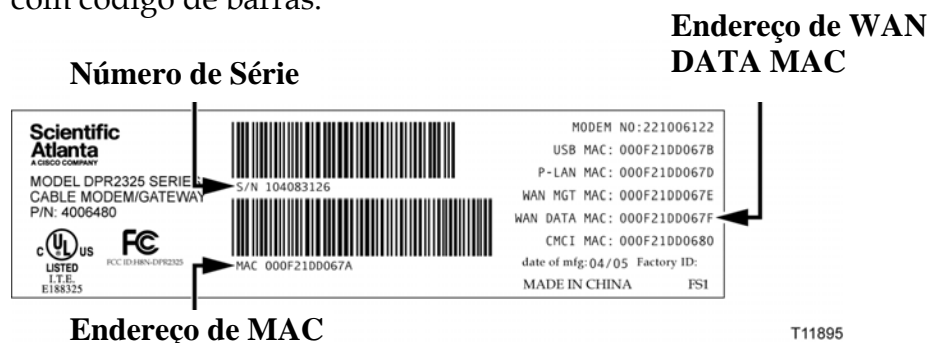 com código de barras.
Endereço de WAN
DATA MAC
Número de Série
Scientific
Atlanta
A CISCO COMPANY
MODEL DPR2325 SERIES
CABLE MODEM/GATEWAY
P/N: 4006480
C UL US
LISTED
I.T.E.
E188325
FC
FCC ID:H8N-DPR2325
S/N 104083126
MAC 000F21DD067A
MODEM NO:221006122
USB MAC: 000F21DD067B
P-LAN MAC: 000F21DD067D
WAN MGT MAC: 000F21DD067E
WAN DATA MAC: 000F21DD067F
CMCI MAC: 000F21DD0680
date of mfg: 04/05 Factory ID:
MADE IN CHINA FS1
Endereço de MAC
T11895